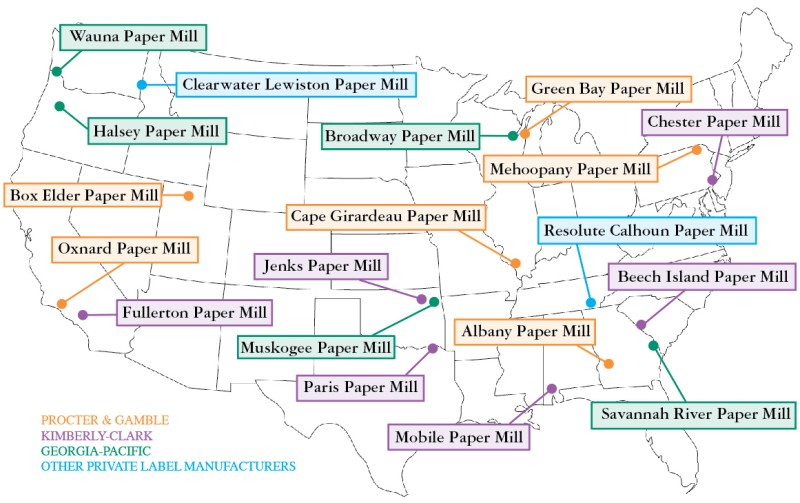 Wauna Paper Mill
Clearwater Lewiston Paper Mill
Green Bay Paper Mill
Chester Paper Mill
Halsey Paper Mill
Broadway Paper Mill
Mehoopany Paper Mill
Box Elder Paper Mill
Cape Girardeau Paper Mill
Resolute Calhoun Paper Mill
Oxnard Paper Mill
Jenks Paper Mill
Beech Island Paper Mill
Fullerton Paper Mill
Albany Paper Mill
Muskogee Paper Mill
Paris Paper Mill
Savannah River Paper Mill
Mobile Paper Mill
PROCTER & GAMBLE
KIMBERLY-CLARK
GEORGIA-PACIFIC
OTHER PRIVATE LABEL MANUFACTURERS